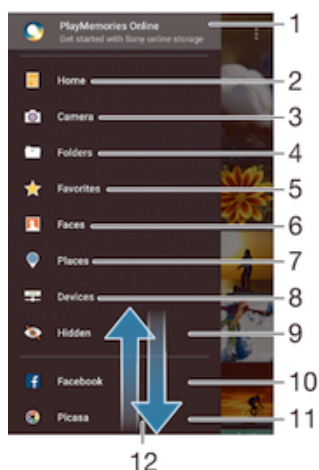 PlayMemories Online
Get started with Sony online storage
1
Home
2
Camera
3
Folders
4
Favorites
5
Faces
6
Places
7
Devices
8
Hidden
9
Facebook
10
Picasa
11
12